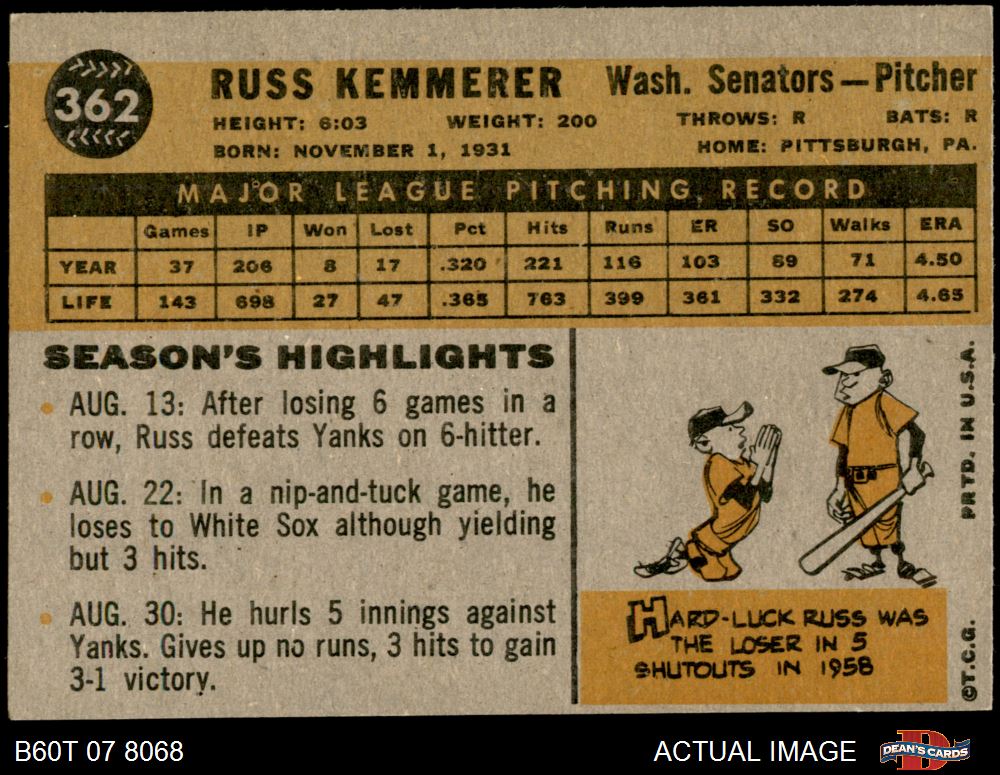 362
RUSS KEMMERER Wash. Senators — Pitcher
HEIGHT: 6:03 WEIGHT: 200 THROWS: R BATS: R
BORN: NOVEMBER 1, 1931 HOME: PITTSBURGH, PA.
MAJOR LEAGUE PITCHING RECORD
Games IP Won Lost Pct Hits Runs ER SO Walks ERA
YEAR 37 206 8 17 .320 221 116 103 89 71 4.50
LIFE 143 698 27 47 .365 763 399 361 332 274 4.65
SEASON'S HIGHLIGHTS
• AUG. 13: After losing 6 games in a
row, Russ defeats Yanks on 6-hitter.
• AUG. 22: In a nip-and-tuck game, he
loses to White Sox although yielding
but 3 hits.
• AUG. 30: He hurls 5 innings against
Yanks. Gives up no runs, 3 hits to gain
3-1 victory.
HARD-LUCK RUSS WAS
THE LOSER IN 5
SHUTOUTS IN 1958
PRTD. IN U.S.A.
©T.C.G.
B60T 07 8068 ACTUAL IMAGE DEAN'S CARDS